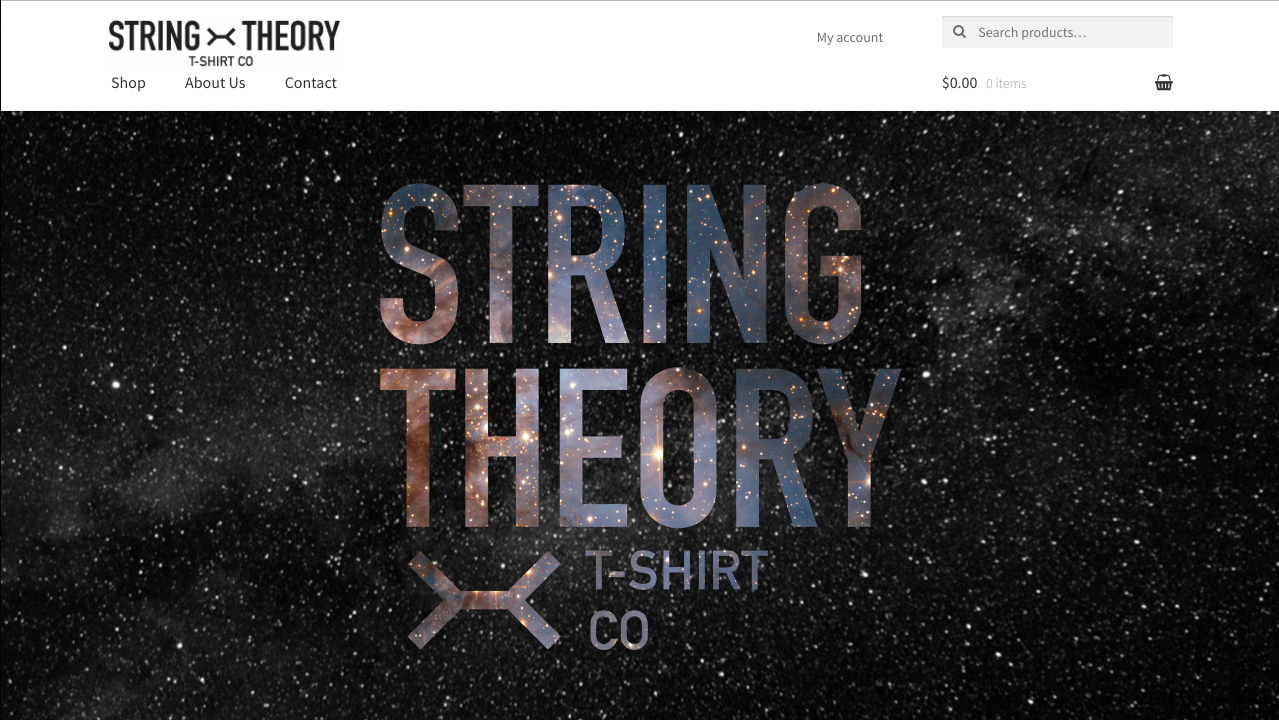 STRING THEORY
T-SHIRT CO
My account
Search products…
Shop About Us Contact
$0.00 0 items
STRING
THEORY
T-SHIRT
CO